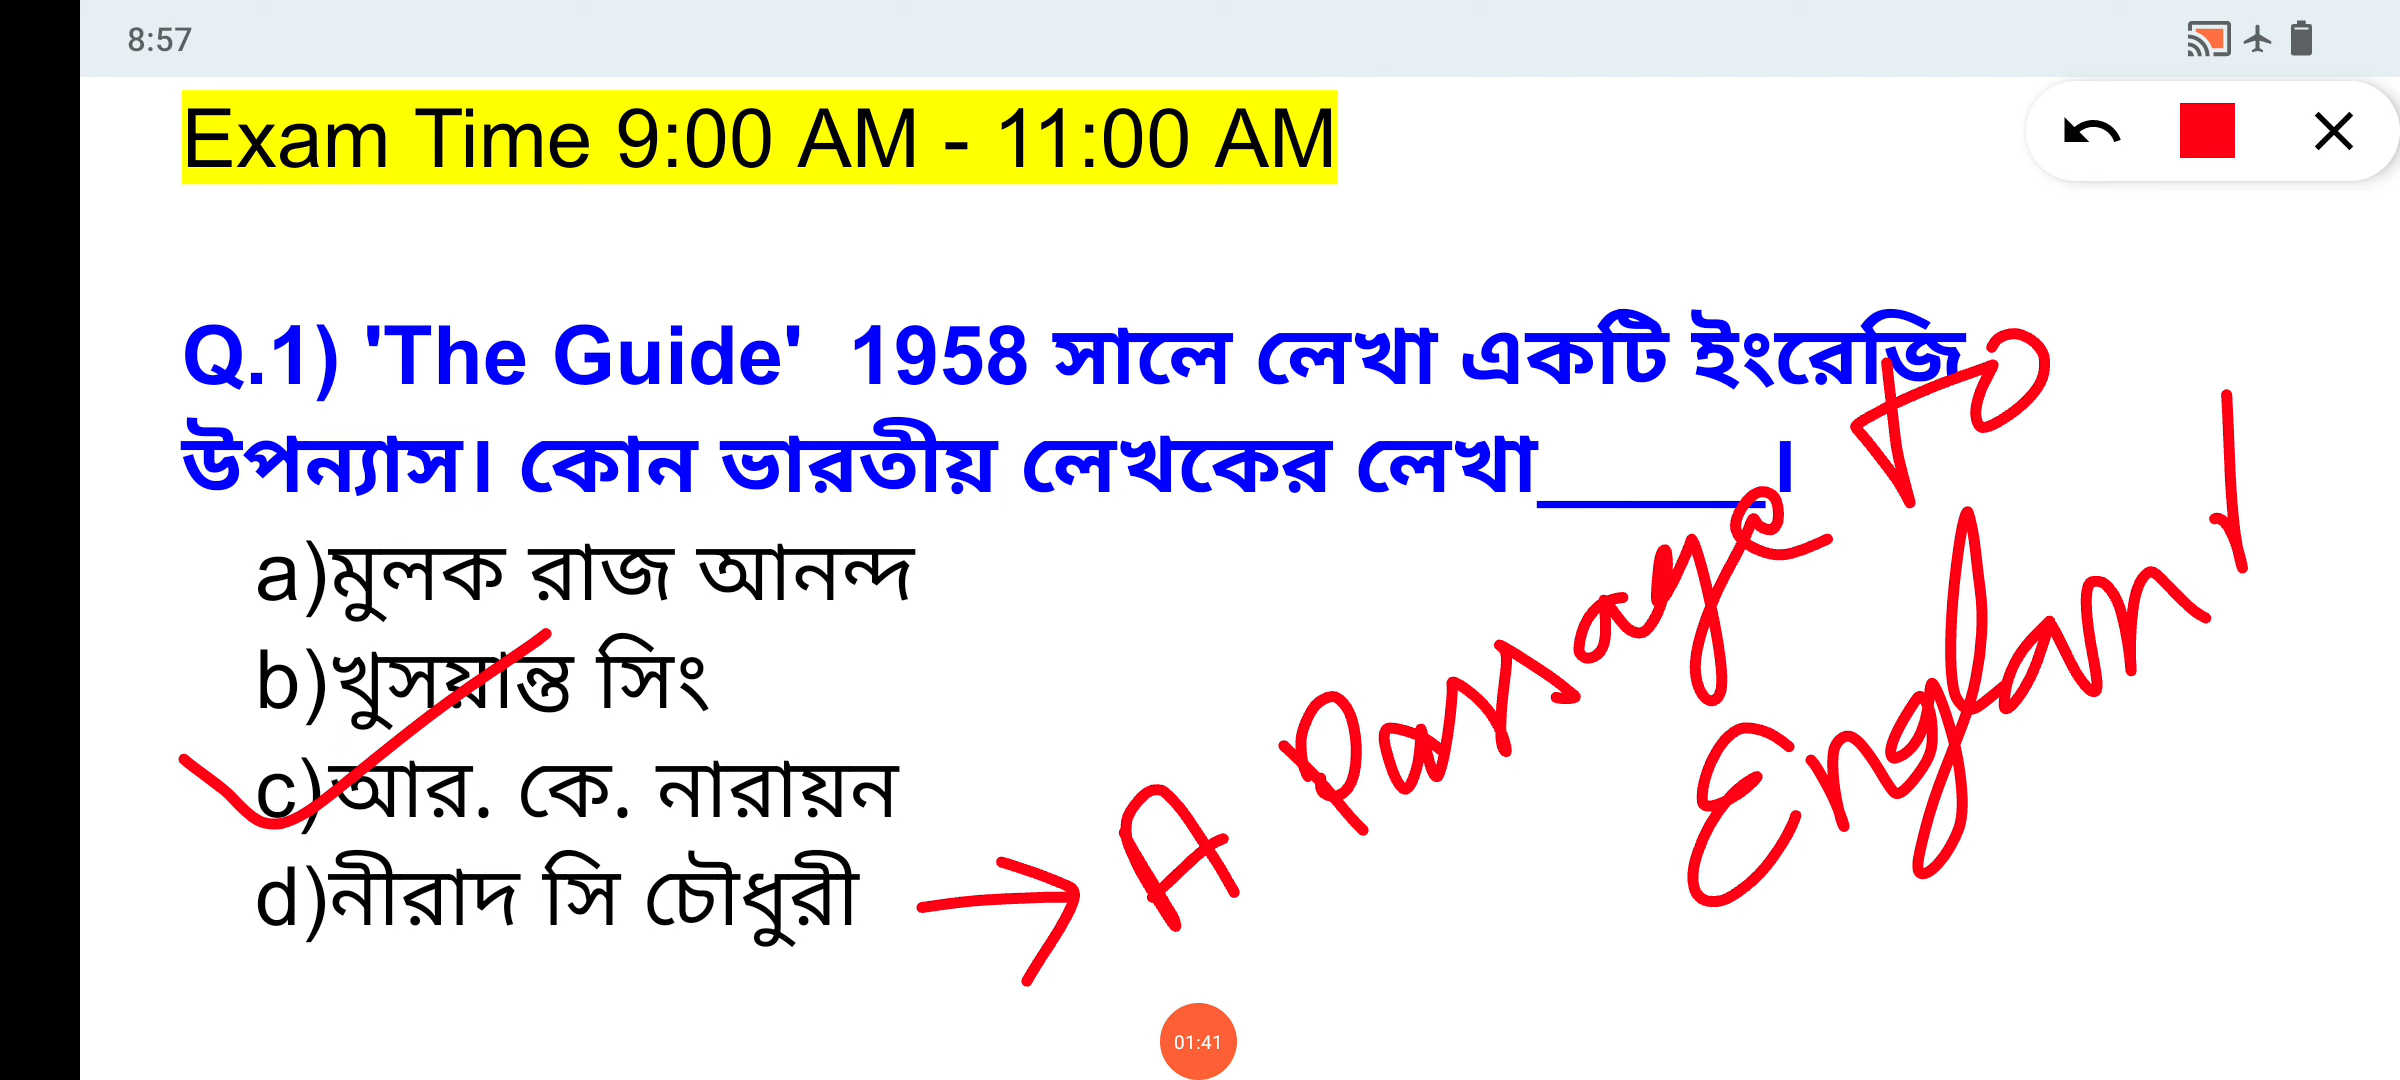 8:57
Exam Time 9:00 AM - 11:00 AM
Q.1) 'The Guide' 1958 সালে লেখা একটি ইংরেজি
উপন্যাস। কোন ভারতীয় লেখকের লেখা______।
a)মুলক রাজ আনন্দ
b)খুসয়ান্ত সিং
c)আর. কে. নারায়ন
d)নীরাদ সি চৌধুরী
A Passage to
England
01:41